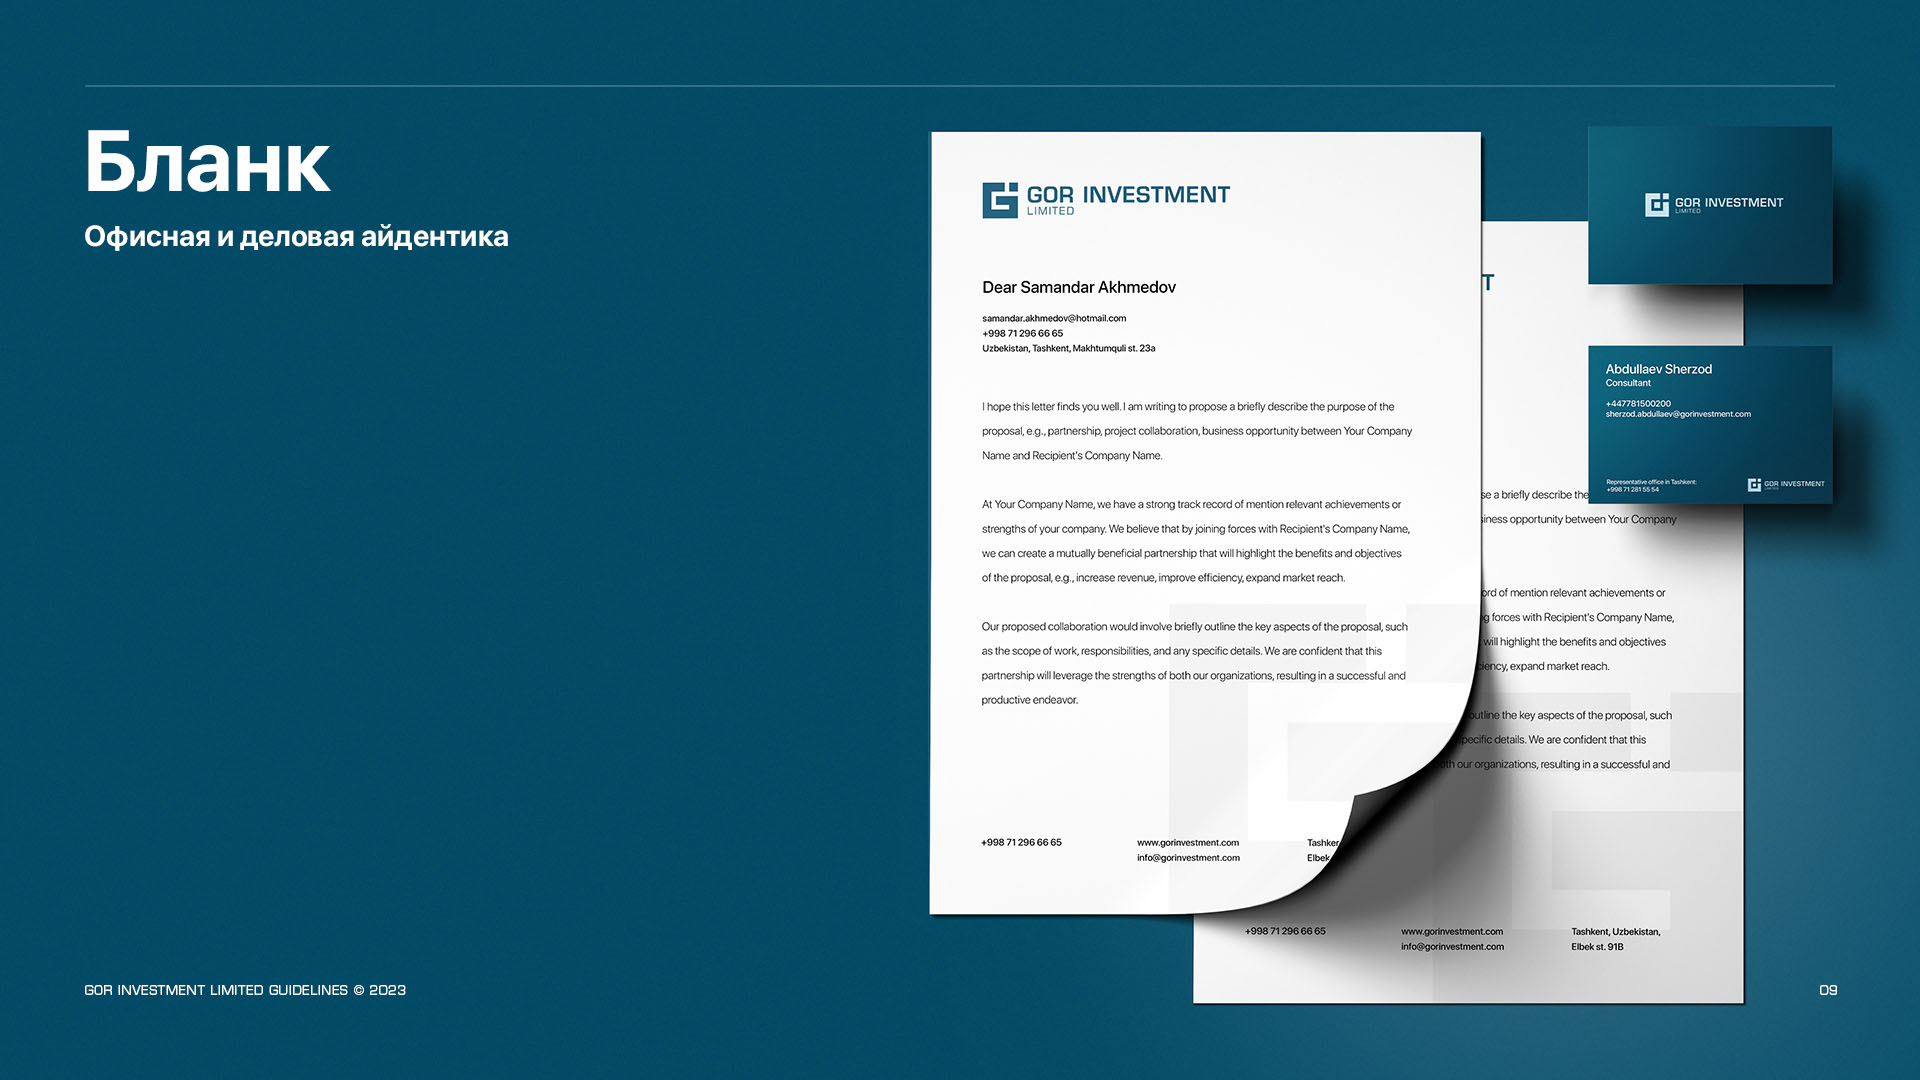 Бланк
Офисная и деловая айдентика
GOR INVESTMENT
LIMITED
Dear Samandar Akhmedov
samandar.akhmedov@hotmail.com
+998 71 296 66 65
Uzbekistan, Tashkent, Makhtumquli st. 23a
I hope this letter finds you well. I am writing to propose a briefly describe the purpose of the
proposal, e.g., partnership, project collaboration, business opportunity between Your Company
Name and Recipient's Company Name.
At Your Company Name, we have a strong track record of mention relevant achievements or
strengths of your company. We believe that by joining forces with Recipient's Company Name,
we can create a mutually beneficial partnership that will highlight the benefits and objectives
of the proposal, e.g., increase revenue, improve efficiency, expand market reach.
Our proposed collaboration would involve briefly outline the key aspects of the proposal, such
as the scope of work, responsibilities, and any specific details. We are confident that this
partnership will leverage the strengths of both our organizations, resulting in a successful and
productive endeavor.
+998 71 296 66 65
www.gorinvestment.com
info@gorinvestment.com
T
a briefly describe the
opportunity between Your Company
of mention relevant achievements or
forces with Recipient's Company Name,
will highlight the benefits and objectives
expand market reach.
outline the key aspects of the proposal, such
details. We are confident that this
our organizations, resulting in a successful and
+998 71 296 66 65
www.gorinvestment.com
info@gorinvestment.com
Tashkent, Uzbekistan,
Elbek st. 91B
GOR INVESTMENT
LIMITED
Abdullaev Sherzod
Consultant
+447781500200
sherzod.abdullaev@gorinvestment.com
Representative office in Tashkent:
+998 71 281 55 54
GOR INVESTMENT
LIMITED
GOR INVESTMENT LIMITED GUIDELINES © 2023
09